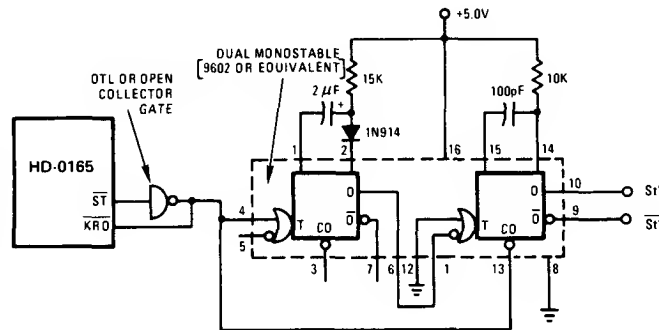 +5.0V
DUAL MONOSTABLE
[9602 OR EQUIVALENT]
OTL OR OPEN
COLLECTOR
GATE
15K
2 µF
+
1N914
10K
100pF
1
2
16
15
14
HD-0165
ST
KRO
4
5
T
O
O
CO
3
7
6
12
1
T
O
O
CO
13
8
10
St'
9
St'